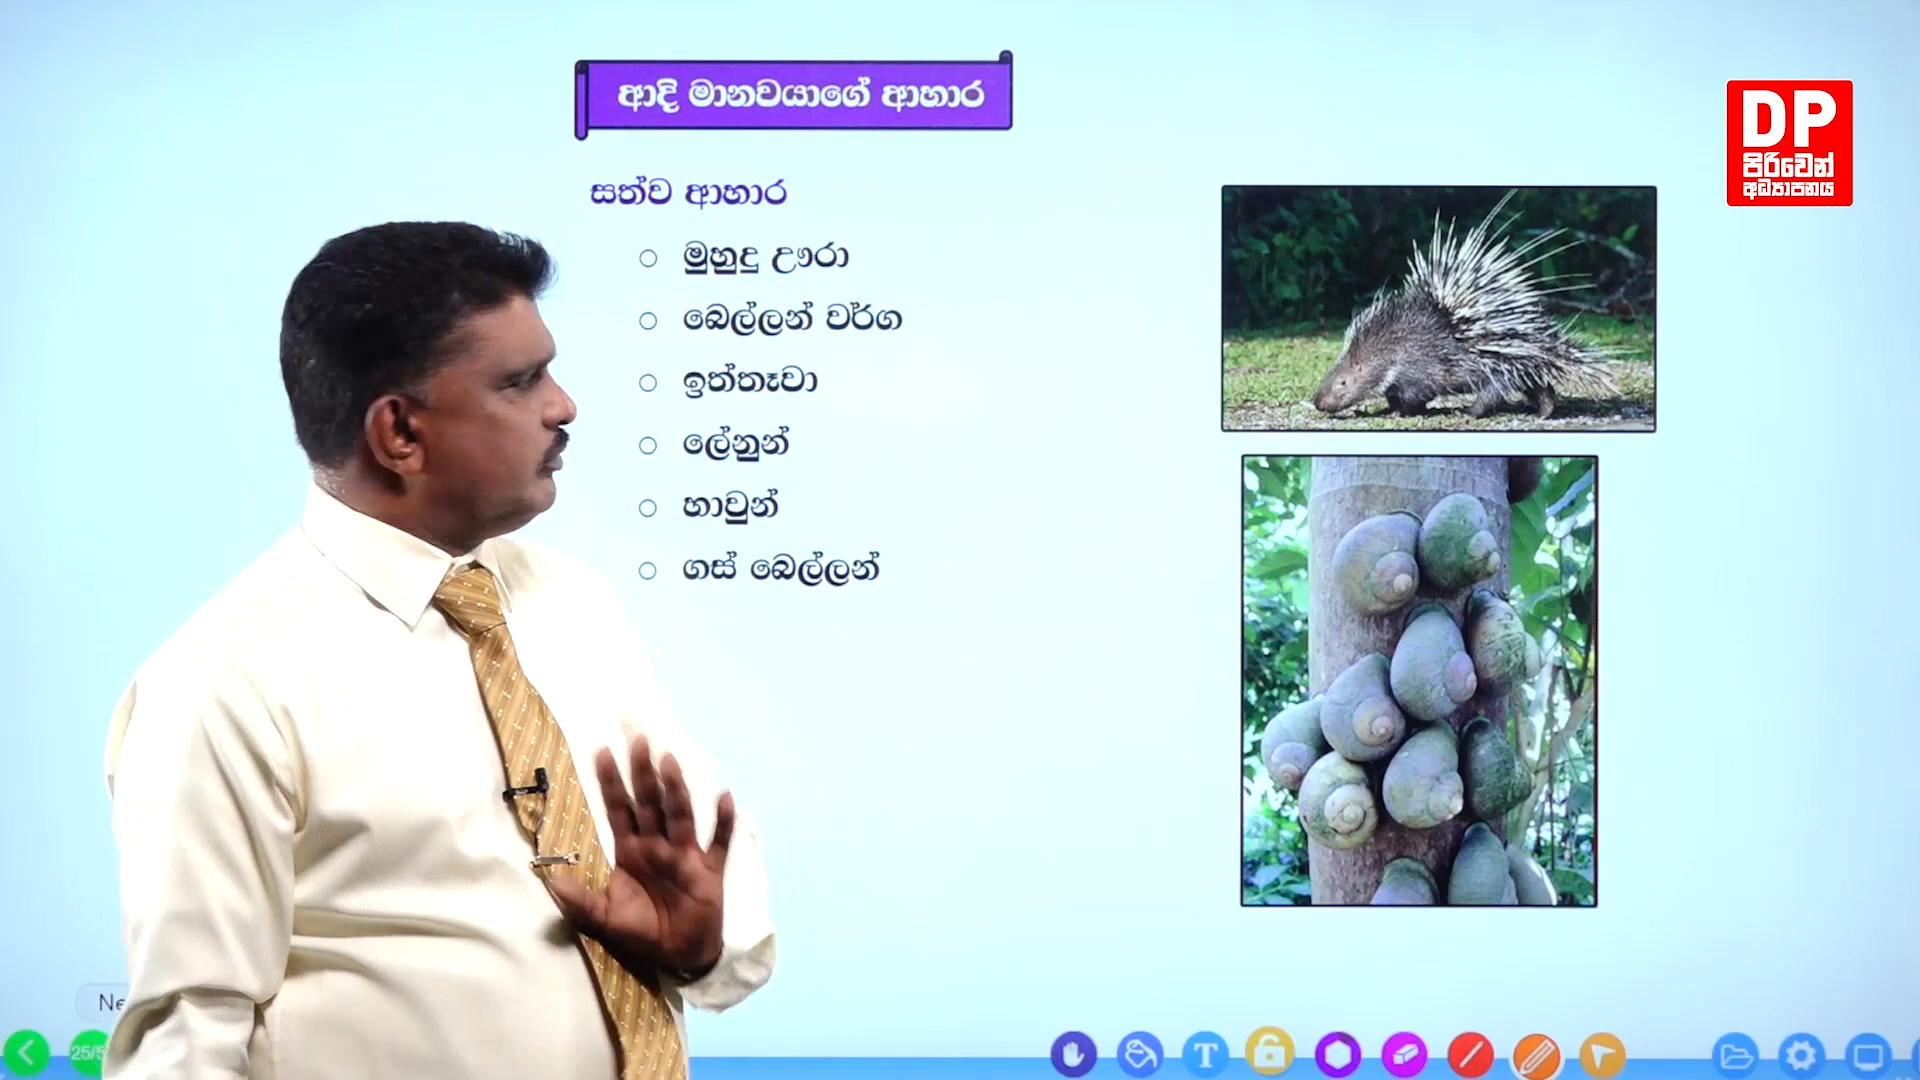 ආදි මානවයාගේ ආහාර
DP
පිරිවෙන්
අධ්‍යාපනය
සත්ව ආහාර
මුහුදු ඌරා
බෙල්ලන් වර්ග
ඉත්තෑවා
ලේනුන්
හාවුන්
ගස් බෙල්ලන්
T